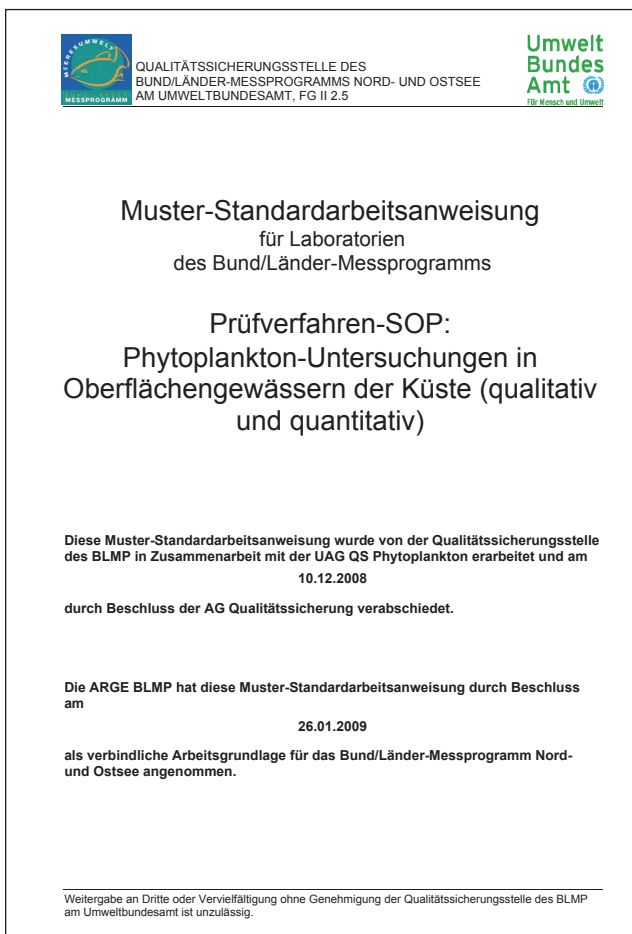 MEERESUMWELT
BUND/LÄNDER
MESSPROGRAMM
QUALITÄTSSICHERUNGSSTELLE DES
BUND/LÄNDER-MESSPROGRAMMS NORD- UND OSTSEE
AM UMWELTBUNDESAMT, FG II 2.5
Umwelt
Bundes
Amt
Für Mensch und Umwelt
Muster-Standardarbeitsanweisung
für Laboratorien
des Bund/Länder-Messprogramms
Prüfverfahren-SOP:
Phytoplankton-Untersuchungen in
Oberflächengewässern der Küste (qualitativ
und quantitativ)
Diese Muster-Standardarbeitsanweisung wurde von der Qualitätssicherungsstelle
des BLMP in Zusammenarbeit mit der UAG QS Phytoplankton erarbeitet und am
10.12.2008
durch Beschluss der AG Qualitätssicherung verabschiedet.
Die ARGE BLMP hat diese Muster-Standardarbeitsanweisung durch Beschluss
am
26.01.2009
als verbindliche Arbeitsgrundlage für das Bund/Länder-Messprogramm Nord-
und Ostsee angenommen.
Weitergabe an Dritte oder Vervielfältigung ohne Genehmigung der Qualitätssicherungsstelle des BLMP
am Umweltbundesamt ist unzulässig.